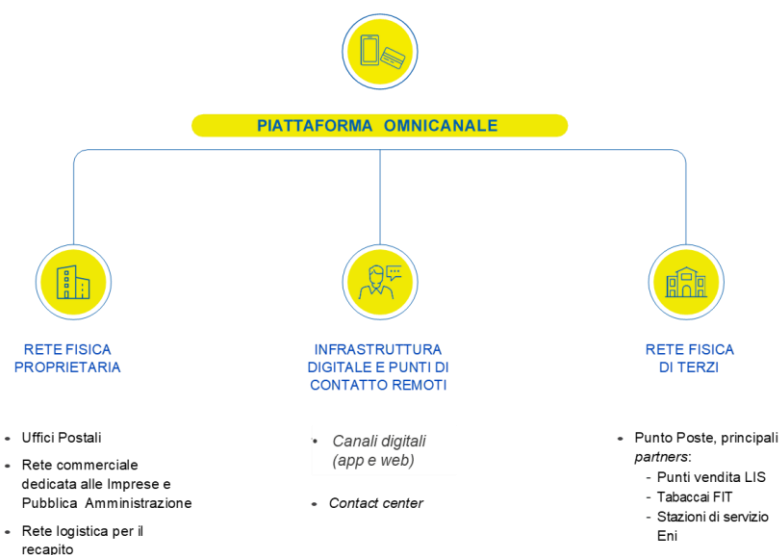 PIATTAFORMA OMNICANALE
RETE FISICA
PROPRIETARIA
• Uffici Postali
• Rete commerciale
dedicata alle Imprese e
Pubblica Amministrazione
• Rete logistica per il
recapito
INFRASTRUTTURA
DIGITALE E PUNTI DI
CONTATTO REMOTI
• Canali digitali
(app e web)
• Contact center
RETE FISICA
DI TERZI
• Punto Poste, principali
partners:
- Punti vendita LIS
- Tabaccai FIT
- Stazioni di servizio
Eni